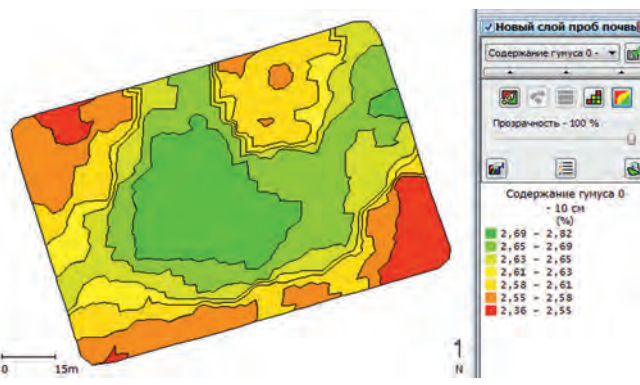 Новый слой проб почвы
Содержание гумуса 0 -
Прозрачность - 100 %
Содержание гумуса 0
- 10 см
(%)
2,69 - 2,82
2,65 - 2,69
2,63 - 2,65
2,61 - 2,63
2,58 - 2,61
2,55 - 2,58
2,36 - 2,55
0 15m
1
N